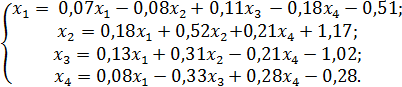 x₁ = 0,07x₁ − 0,08x₂ + 0,11x₃ − 0,18x₄ − 0,51;
x₂ = 0,18x₁ + 0,52x₂+0,21x₄ + 1,17;
x₃ = 0,13x₁ + 0,31x₂ − 0,21x₄ − 1,02;
x₄ = 0,08x₁ − 0,33x₃ + 0,28x₄ − 0,28.